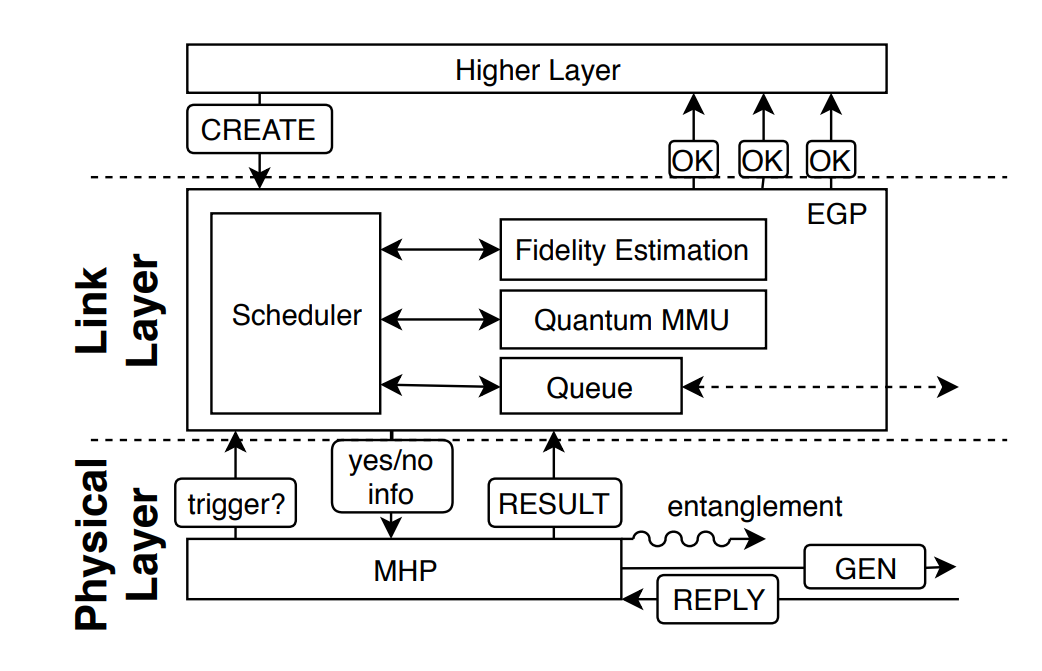 Higher Layer
CREATE
OK
OK
OK
EGP
Link
Layer
Scheduler
Fidelity Estimation
Quantum MMU
Queue
Physical
Layer
trigger?
yes/no
info
RESULT
entanglement
MHP
GEN
REPLY